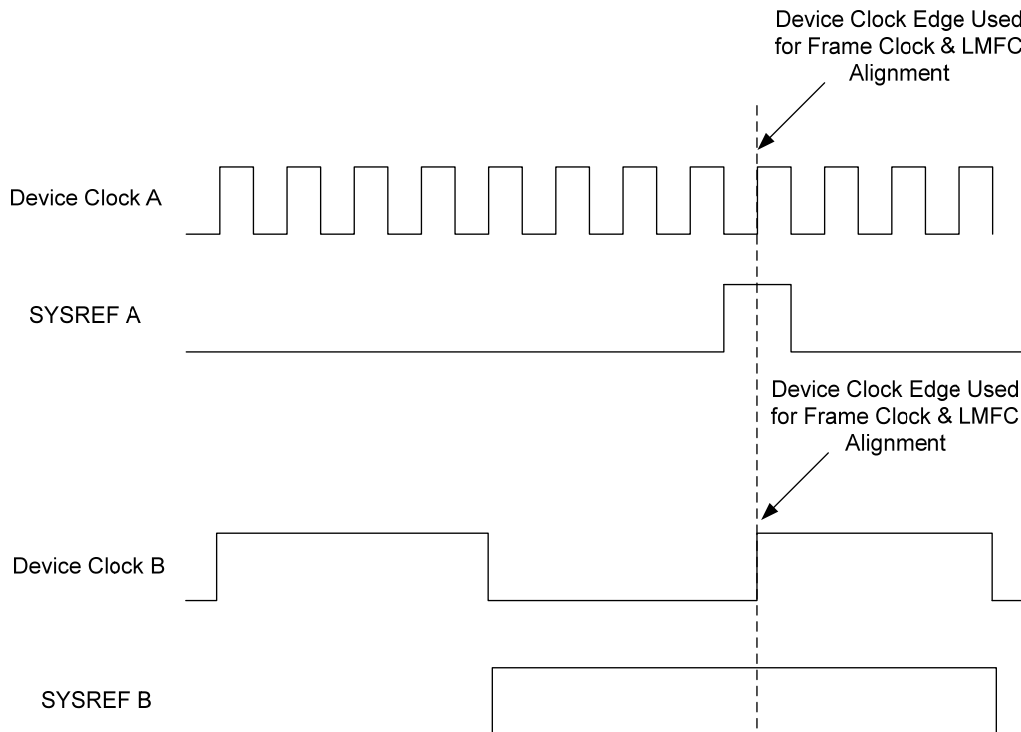 Device Clock Edge Used
for Frame Clock & LMFC
Alignment
Device Clock A
SYSREF A
Device Clock Edge Used
for Frame Clock & LMFC
Alignment
Device Clock B
SYSREF B